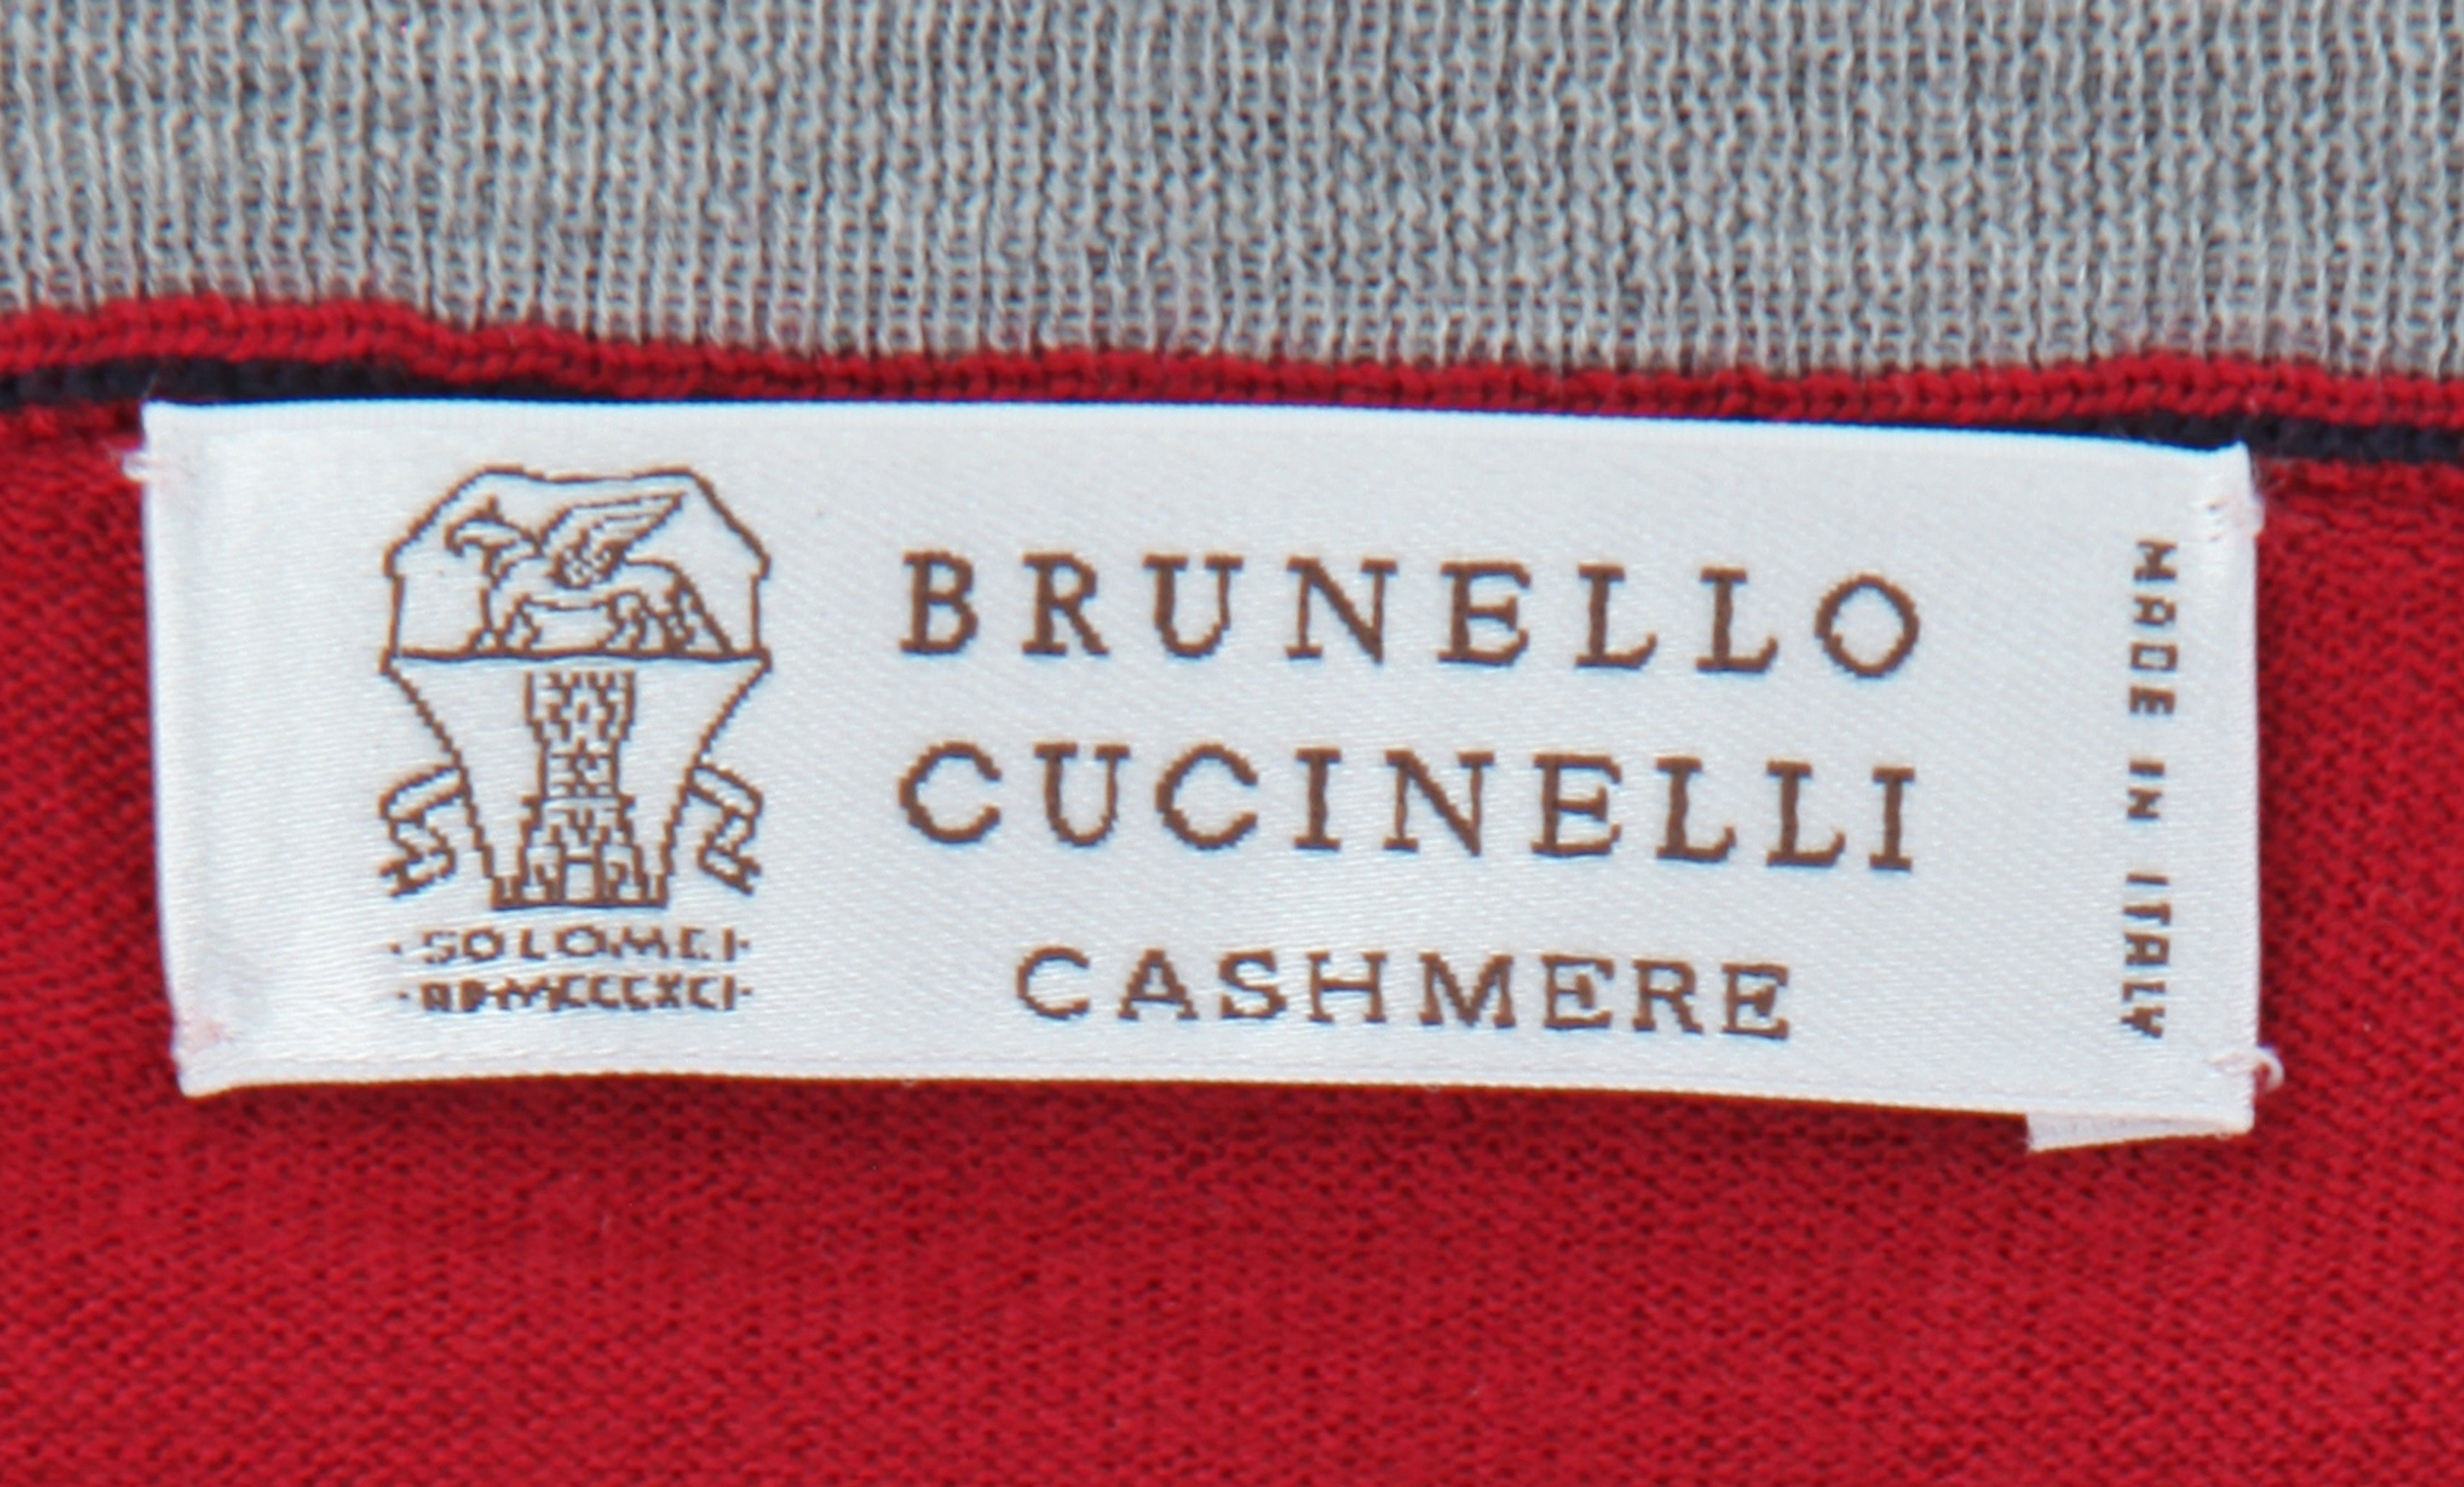 BRUNELLO
CUCINELLI
CASHMERE
MADE IN ITALY
·SOLOMEI·